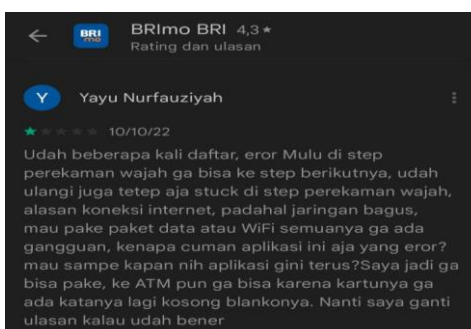 BRI
mo
BRImo BRI 4,3★
Rating dan ulasan
Y Yayu Nurfauziyah
10/10/22
Udah beberapa kali daftar, eror Mulu di step
perekaman wajah ga bisa ke step berikutnya, udah
ulangi juga tetep aja stuck di step perekaman wajah,
alasan koneksi internet, padahal jaringan bagus,
mau pake paket data atau WiFi semuanya ga ada
gangguan, kenapa cuman aplikasi ini aja yang eror?
mau sampe kapan nih aplikasi gini terus?Saya jadi ga
bisa pake, ke ATM pun ga bisa karena kartunya ga
ada katanya lagi kosong blankonya. Nanti saya ganti
ulasan kalau udah bener